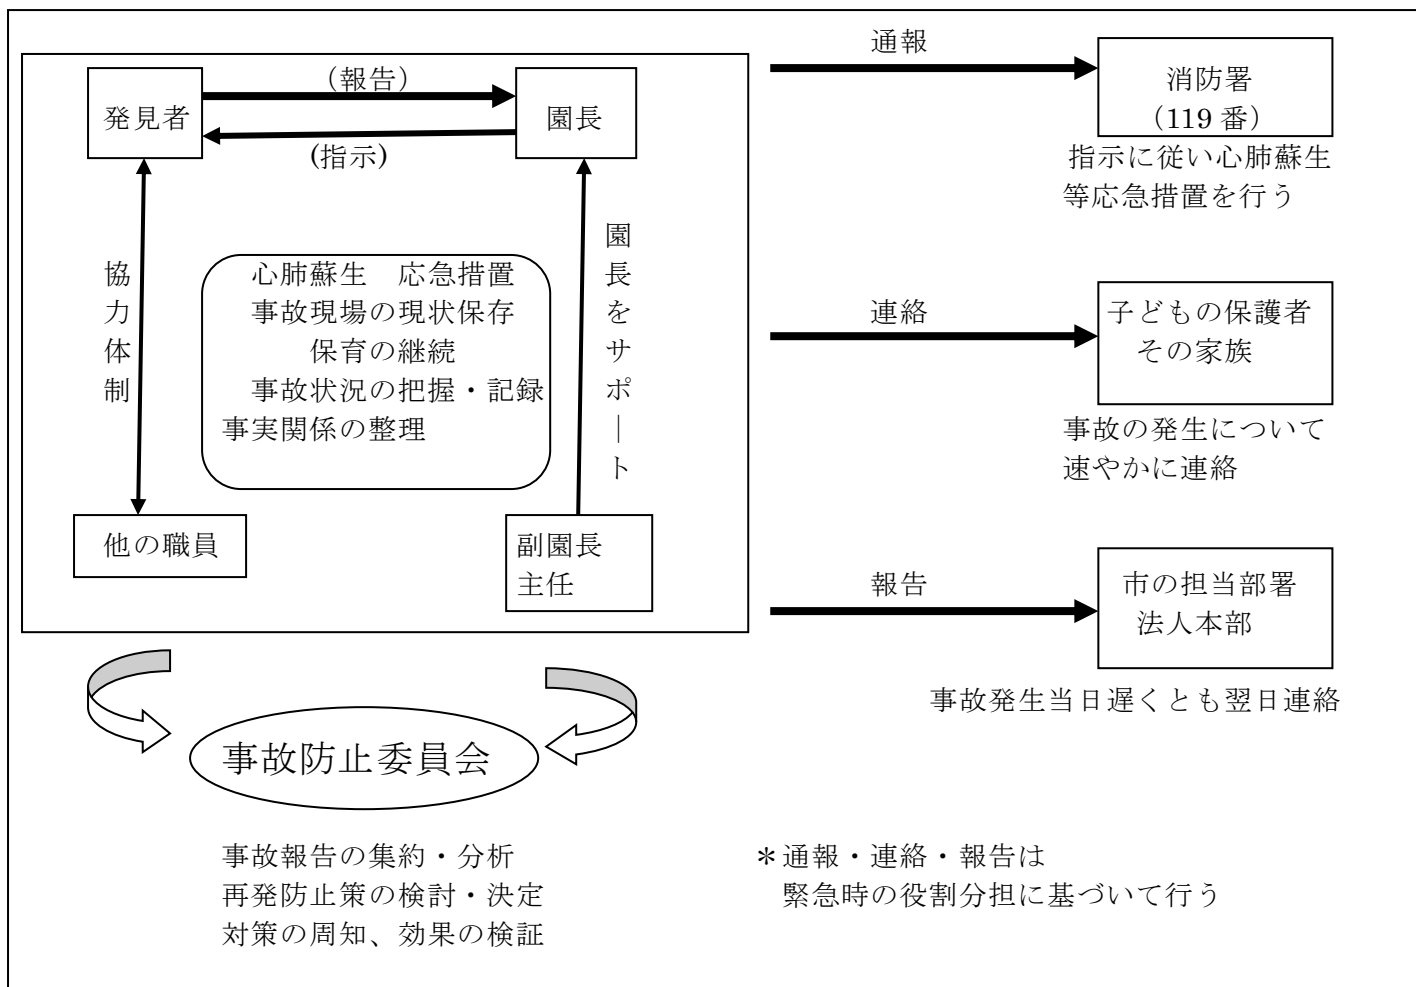 発見者
（報告）
園長
(指示)
協力体制
心肺蘇生　応急措置
事故現場の現状保存
保育の継続
事故状況の把握・記録
事実関係の整理
園長をサポート
他の職員
副園長
主任
通報
消防署
（119 番）
指示に従い心肺蘇生
等応急措置を行う
連絡
子どもの保護者
その家族
事故の発生について
速やかに連絡
報告
市の担当部署
法人本部
事故発生当日遅くとも翌日連絡
事故防止委員会
事故報告の集約・分析
再発防止策の検討・決定
対策の周知、効果の検証
＊通報・連絡・報告は
緊急時の役割分担に基づいて行う